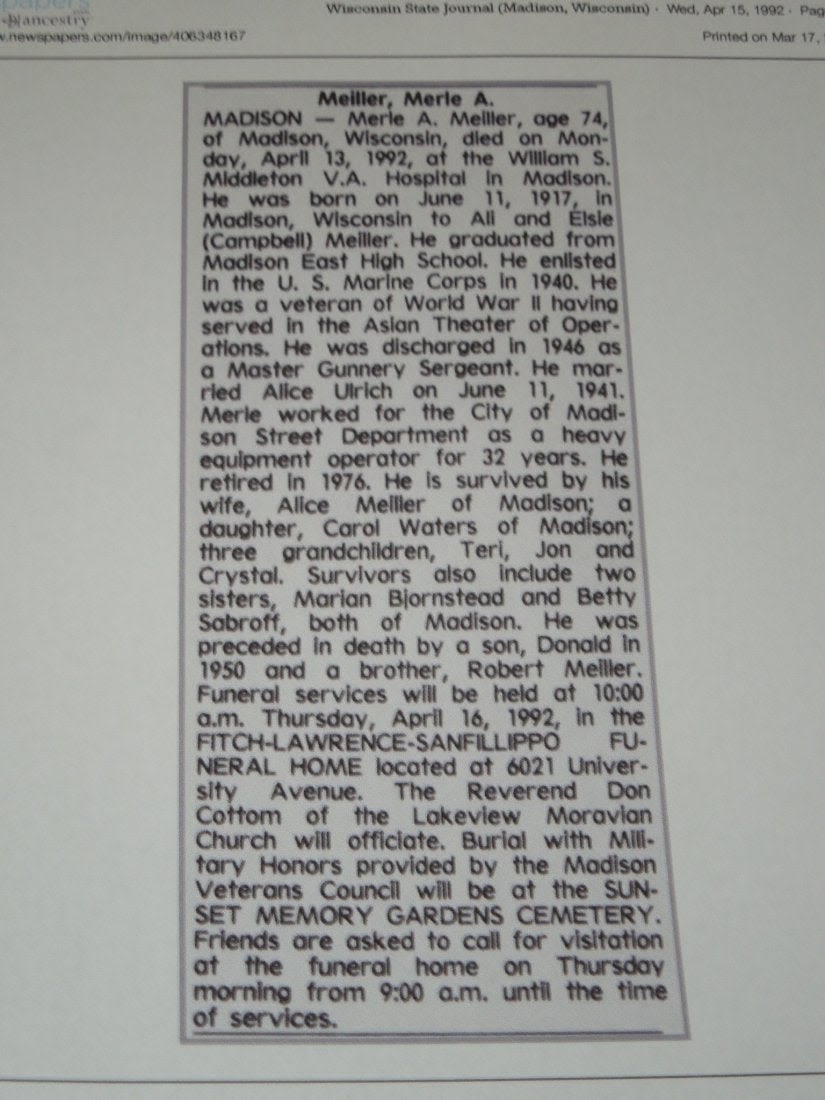 papers
ancestry
Wisconsin State Journal (Madison, Wisconsin) · Wed, Apr 15, 1992 · Pag
w.newspapers.com/image/406348167
Printed on Mar 17,
Meiller, Merle A.
MADISON — Merle A. Meiller, age 74,
of Madison, Wisconsin, died on Mon-
day, April 13, 1992, at the William S.
Middleton V.A. Hospital in Madison.
He was born on June 11, 1917, in
Madison, Wisconsin to Ali and Elsie
(Campbell) Meiller. He graduated from
Madison East High School. He enlisted
in the U. S. Marine Corps in 1940. He
was a veteran of World War II having
served in the Asian Theater of Oper-
ations. He was discharged in 1946 as
a Master Gunnery Sergeant. He mar-
ried Alice Ulrich on June 11, 1941.
Merle worked for the City of Madi-
son Street Department as a heavy
equipment operator for 32 years. He
retired in 1976. He is survived by his
wife, Alice Meiller of Madison; a
daughter, Carol Waters of Madison;
three grandchildren, Teri, Jon and
Crystal. Survivors also include two
sisters, Marian Bjornstead and Betty
Sabroff, both of Madison. He was
preceded in death by a son, Donald in
1950 and a brother, Robert Meiller.
Funeral services will be held at 10:00
a.m. Thursday, April 16, 1992, in the
FITCH-LAWRENCE-SANFILLIPPO FU-
NERAL HOME located at 6021 Univer-
sity Avenue. The Reverend Don
Cottom of the Lakeview Moravian
Church will officiate. Burial with Mili-
tary Honors provided by the Madison
Veterans Council will be at the SUN-
SET MEMORY GARDENS CEMETERY.
Friends are asked to call for visitation
at the funeral home on Thursday
morning from 9:00 a.m. until the time
of services.